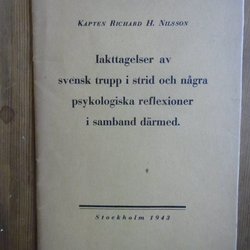 Kapten Richard H. Nilsson
Iakttagelser av
svensk trupp i strid och några
psykologiska reflexioner
i samband därmed.
Stockholm 1943